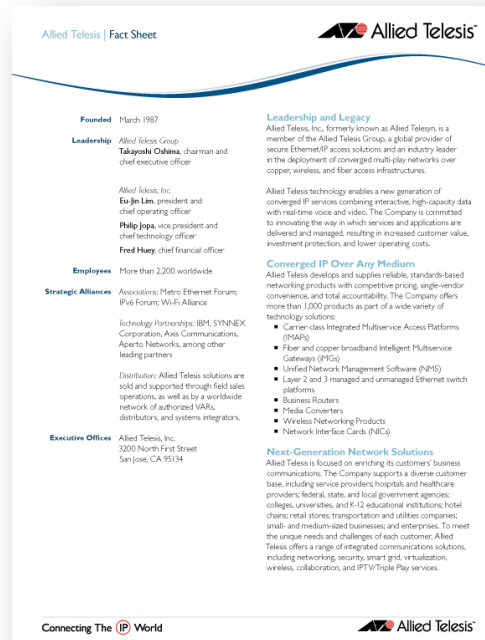 Allied Telesis | Fact Sheet
Allied Telesis
Founded March 1987
Leadership Allied Telesis Group
Takayoshi Oshima, chairman and
chief executive officer
Allied Telesis, Inc.
Eu-Jin Lim, president and
chief operating officer
Philip Jopa, vice president and
chief technology officer
Fred Huey, chief financial officer
Employees More than 2,200 worldwide
Strategic Alliances Associations: Metro Ethernet Forum;
IPv6 Forum; Wi-Fi Alliance
Technology Partnerships: IBM, SYNNEX
Corporation, Axis Communications,
Aperto Networks, among other
leading partners
Distribution: Allied Telesis solutions are
sold and supported through field sales
operations, as well as by a worldwide
network of authorized VARs,
distributors, and systems integrators.
Executive Offices Allied Telesis, Inc.
3200 North First Street
San Jose, CA 95134
Leadership and Legacy
Allied Telesis, Inc., formerly known as Allied Telesyn, is a
member of the Allied Telesis Group, a global provider of
secure Ethernet/IP access solutions and an industry leader
in the deployment of converged multi-play networks over
copper, wireless, and fiber access infrastructures.
Allied Telesis technology enables a new generation of
converged IP services combining interactive, high-capacity data
with real-time voice and video. The Company is committed
to innovating the way in which services and applications are
delivered and managed, resulting in increased customer value,
investment protection, and lower operating costs.
Converged IP Over Any Medium
Allied Telesis develops and supplies reliable, standards-based
networking products with competitive pricing, single-vendor
convenience, and total accountability. The Company offers
more than 1,000 products as part of a wide variety of
technology solutions:
■ Carrier-class Integrated Multiservice Access Platforms
(iMAPs)
■ Fiber and copper broadband Intelligent Multiservice
Gateways (iMGs)
■ Unified Network Management Software (NMS)
■ Layer 2 and 3 managed and unmanaged Ethernet switch
platforms
■ Business Routers
■ Media Converters
■ Wireless Networking Products
■ Network Interface Cards (NICs)
Next-Generation Network Solutions
Allied Telesis is focused on enriching its customers' business
communications. The Company supports a diverse customer
base, including service providers; hospitals and healthcare
providers; federal, state, and local government agencies;
colleges, universities, and K-12 educational institutions; hotel
chains; retail stores; transportation and utilities companies;
small- and medium-sized businesses; and enterprises. To meet
the unique needs and challenges of each customer, Allied
Telesis offers a range of integrated communications solutions,
including networking, security, smart grid, virtualization,
wireless, collaboration, and IPTV/Triple Play services.
Connecting The IP World
Allied Telesis